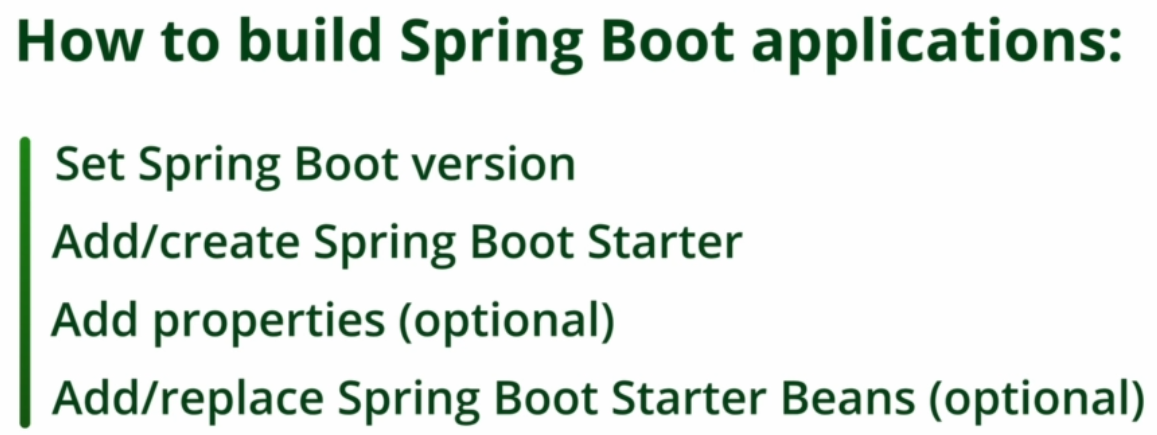 How to build Spring Boot applications:
Set Spring Boot version
Add/create Spring Boot Starter
Add properties (optional)
Add/replace Spring Boot Starter Beans (optional)